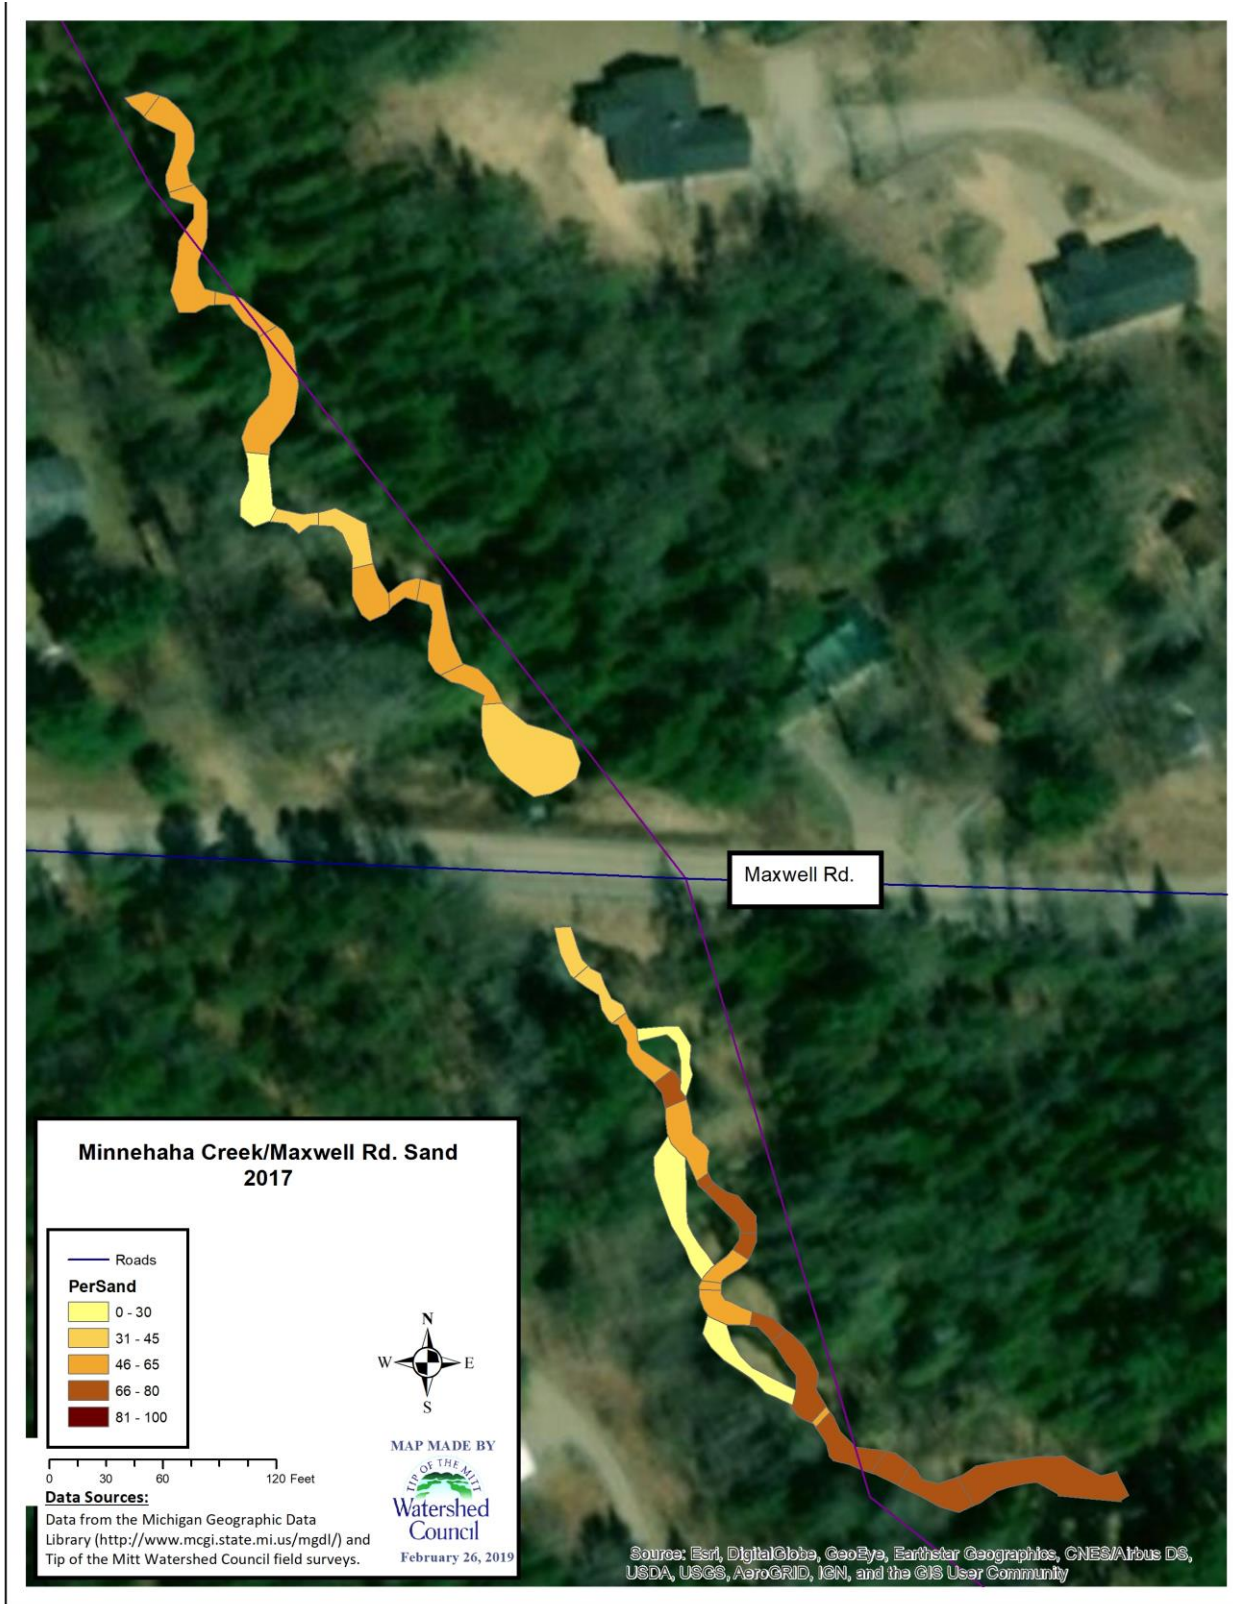 Maxwell Rd.
Minnehaha Creek/Maxwell Rd. Sand
2017
Roads
PerSand
0 - 30
31 - 45
46 - 65
66 - 80
81 - 100
N
W E
S
0 30 60 120 Feet
MAP MADE BY
TIP OF THE MITT
Watershed
Council
February 26, 2019
Data Sources:
Data from the Michigan Geographic Data
Library (http://www.mcgi.state.mi.us/mgdl/) and
Tip of the Mitt Watershed Council field surveys.
Source: Esri, DigitalGlobe, GeoEye, Earthstar Geographics, CNES/Airbus DS,
USDA, USGS, AeroGRID, IGN, and the GIS User Community